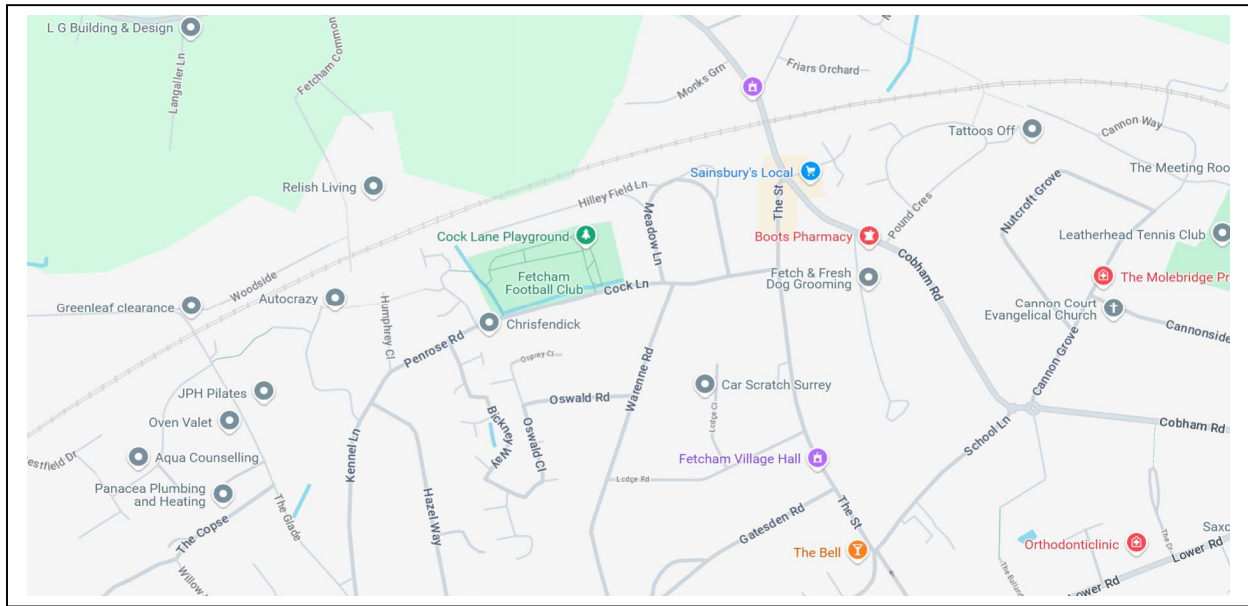 L G Building & Design
Langaller Ln
Fetcham Common
Monks Grn
Friars Orchard
Tattoos Off
Cannon Way
The Meeting Roo
Sainsbury's Local
Relish Living
Hilley Field Ln
Meadow Ln
The St
Pound Cres
Nutcroft Grove
Cock Lane Playground
Boots Pharmacy
Leatherhead Tennis Club
Fetcham
Football Club
Cock Ln
Fetch & Fresh
Dog Grooming
Cobham Rd
The Molebridge Pr
Woodside
Greenleaf clearance
Autocrazy
Humphrey Cl
Chrisfendick
Cannon Court
Evangelical Church
Cannonside
Penrose Rd
Osprey Cl
Warenne Rd
Cannon Grove
JPH Pilates
Oswald Rd
Car Scratch Surrey
Oven Valet
Bickney
Way
Oswald Cl
Lodge Cl
Cobham Rd
School Ln
estfield Dr
Aqua Counselling
Kennel Ln
Fetcham Village Hall
Panacea Plumbing
and Heating
Lodge Rd
The Glade
Hazel Way
Gatesden Rd
The St
The Copse
The Bell
Orthodonticlinic
The Dr
Saxo
Lower Rd
Willow
Lower Rd